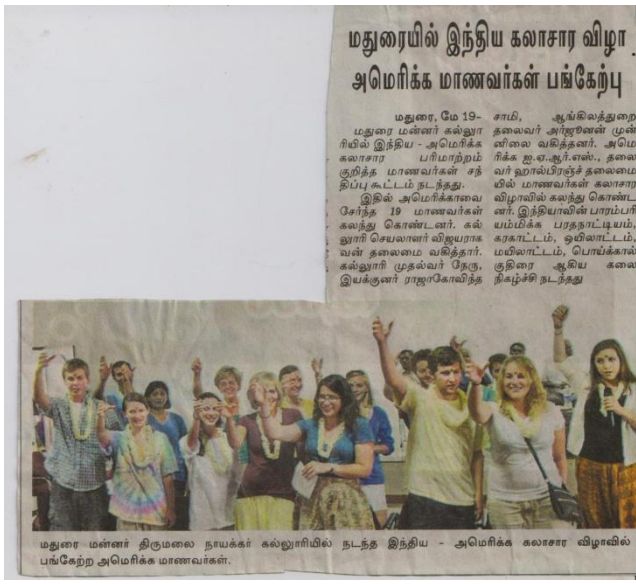 மதுரையில் இந்திய கலாசார விழா
அமெரிக்க மாணவர்கள் பங்கேற்பு
மதுரை, மே 19–
மதுரை மன்னர் கல்லூ
ரியில் இந்திய - அமெரிக்க
கலாசார பரிமாற்றம்
குறித்த மாணவர்கள் சந்
திப்பு கூட்டம் நடந்தது.
இதில் அமெரிக்காவை
சேர்ந்த 19 மாணவர்கள்
கலந்து கொண்டனர். கல்
லூரி செயலாளர் விஜயராக
வன் தலைமை வகித்தார்.
கல்லூரி முதல்வர் நேரு,
இயக்குனர் ராஜாகோவிந்த
சாமி, ஆங்கிலத்துறை
தலைவர் அர்ஜூனன் முன்
னிலை வகித்தனர். அமெ
ரிக்க ஐ.ஏ.ஆர்.எஸ்., தலை
வர் ஹால்பிரஞ்ச் தலைமை
யில் மாணவர்கள் கலாசார
விழாவில் கலந்து கொண்ட
னர். இந்தியாவின் பாரம்பரி
யம்மிக்க பரதநாட்டியம்,
கரகாட்டம், ஒயிலாட்டம்,
மயிலாட்டம், பொய்க்கால்
குதிரை ஆகிய கலை
நிகழ்ச்சி நடந்தது
மதுரை மன்னர் திருமலை நாயக்கர் கல்லூரியில் நடந்த இந்திய - அமெரிக்க கலாசார விழாவில்
பங்கேற்ற அமெரிக்க மாணவர்கள்.